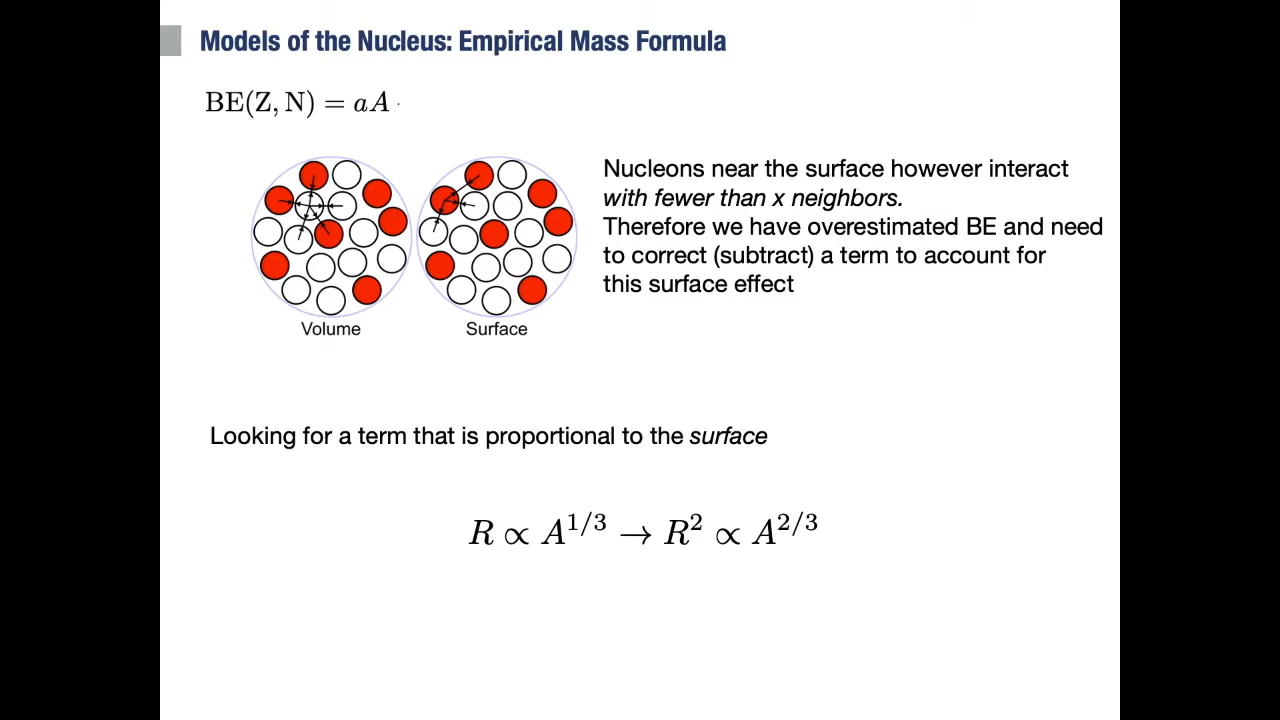 Models of the Nucleus: Empirical Mass Formula
BE(Z, N) = aA
Nucleons near the surface however interact
with fewer than x neighbors.
Therefore we have overestimated BE and need
to correct (subtract) a term to account for
this surface effect
Volume
Surface
Looking for a term that is proportional to the surface
R ∝ A^{1/3} → R^2 ∝ A^{2/3}